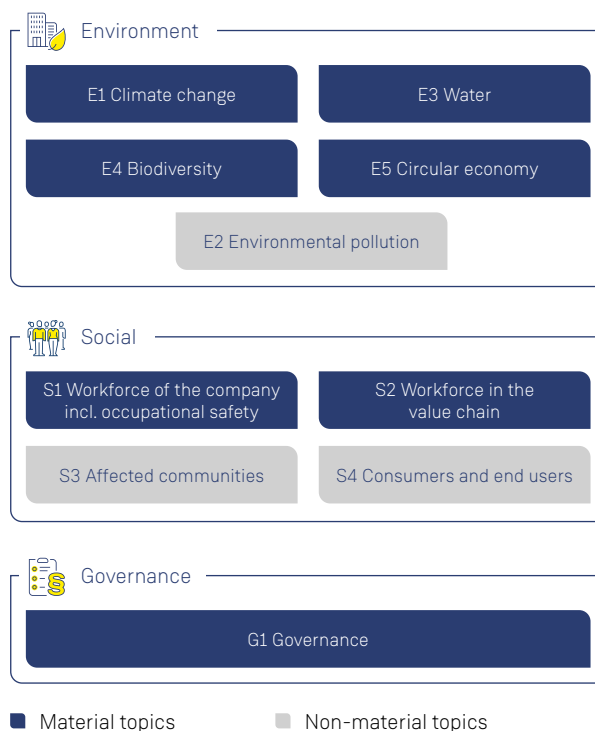 Environment
E1 Climate change
E3 Water
E4 Biodiversity
E5 Circular economy
E2 Environmental pollution
Social
S1 Workforce of the company
incl. occupational safety
S2 Workforce in the
value chain
S3 Affected communities
S4 Consumers and end users
§
Governance
G1 Governance
Material topics
Non-material topics